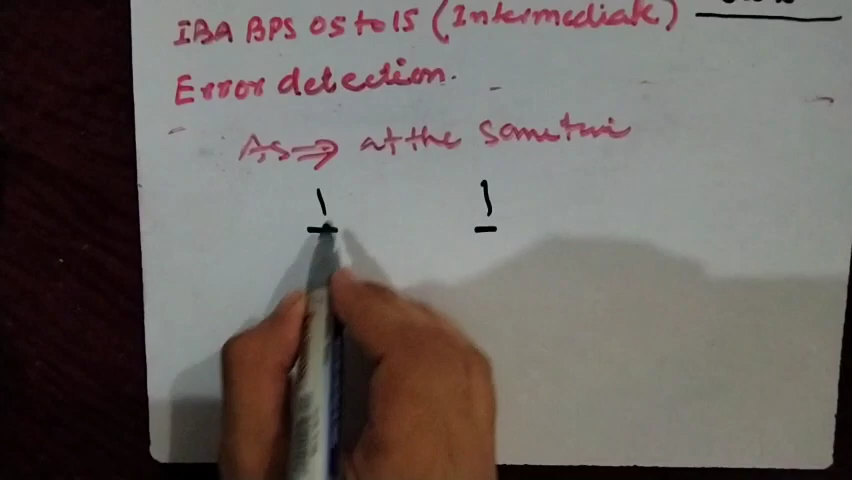 IBA BPS 05 to 15 (Intermediate)
Error detection.
As ⇒ at the same time
1 1